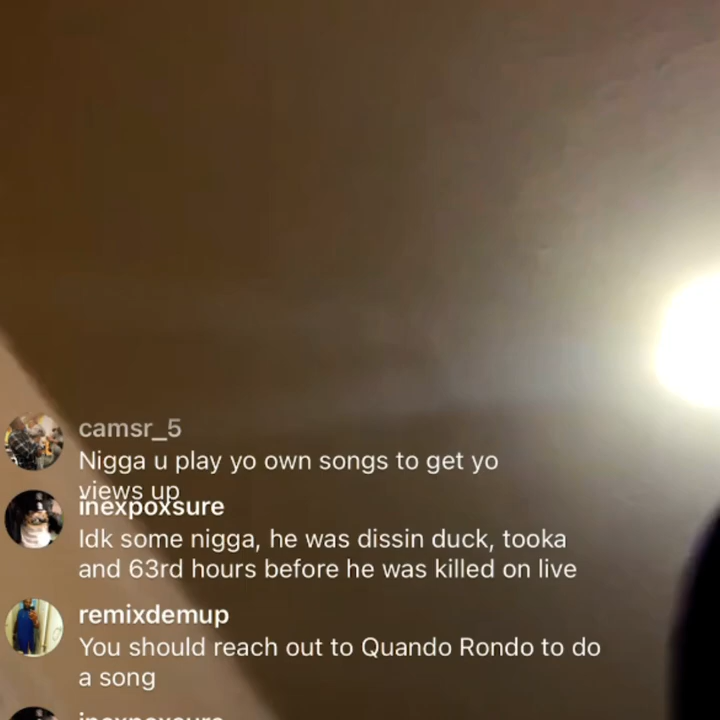 camsr_5
Nigga u play yo own songs to get yo
views up
inexpoxsure
Idk some nigga, he was dissin duck, tooka
and 63rd hours before he was killed on live
remixdemup
You should reach out to Quando Rondo to do
a song
inexpoxsure